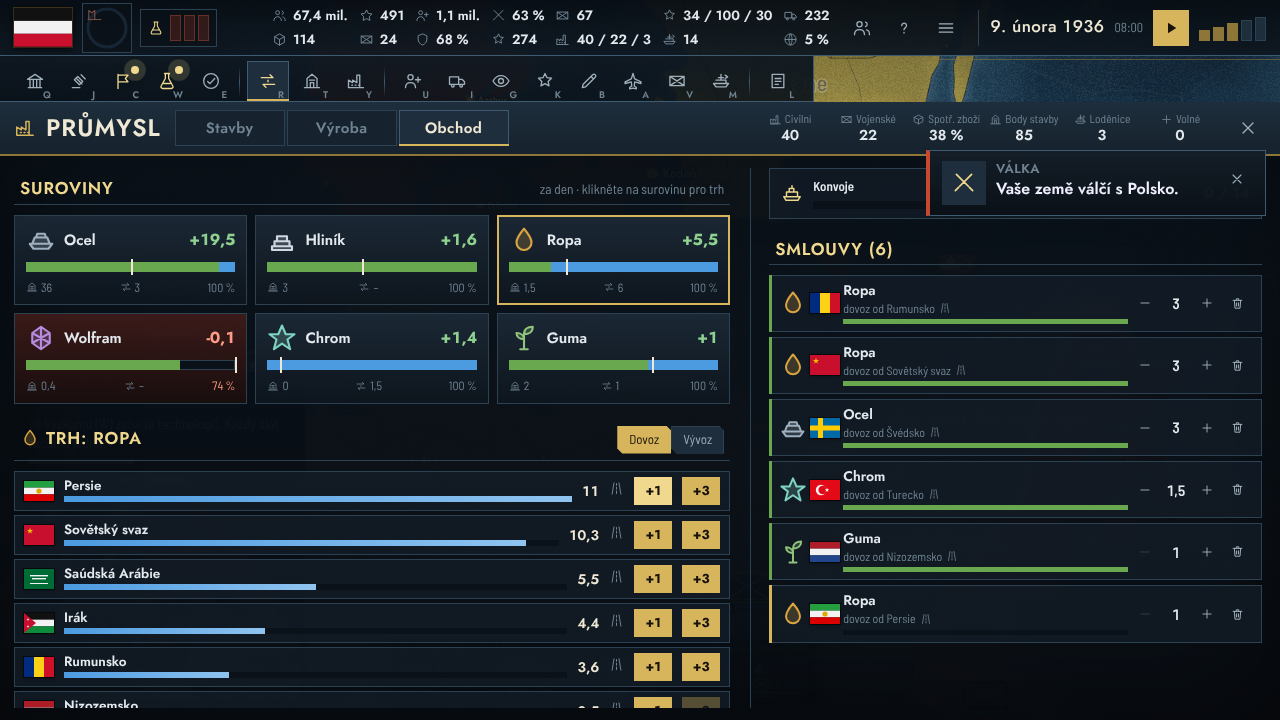 67,4 mil. 491 1,1 mil. 63 % 67 34 / 100 / 30 232
114 24 68 % 274 40 / 22 / 3 14 5 %
? 9. února 1936 08:00
Q J C W E R T Y U I G K B A V M L
PRŮMYSL
Stavby Výroba Obchod
Civilní 40
Vojenské 22
Spotř. zboží 38 %
Body stavby 85
Loděnice 3
Volné 0
VÁLKA
Vaše země válčí s Polsko.
SUROVINY
za den · klikněte na surovinu pro trh
Ocel +19,5
36 3 100 %
Hliník +1,6
3 – 100 %
Ropa +5,5
1,5 6 100 %
Wolfram -0,1
0,4 – 74 %
Chrom +1,4
0 1,5 100 %
Guma +1
2 1 100 %
TRH: ROPA
Dovoz Vývoz
Persie 11 +1 +3
Sovětský svaz 10,3 +1 +3
Saúdská Arábie 5,5 +1 +3
Irák 4,4 +1 +3
Rumunsko 3,6 +1 +3
Nizozemsko
Konvoje
SMLOUVY (6)
Ropa
dovoz od Rumunsko
− 3 +
Ropa
dovoz od Sovětský svaz
− 3 +
Ocel
dovoz od Švédsko
− 3 +
Chrom
dovoz od Turecko
− 1,5 +
Guma
dovoz od Nizozemsko
− 1 +
Ropa
dovoz od Persie
− 1 +